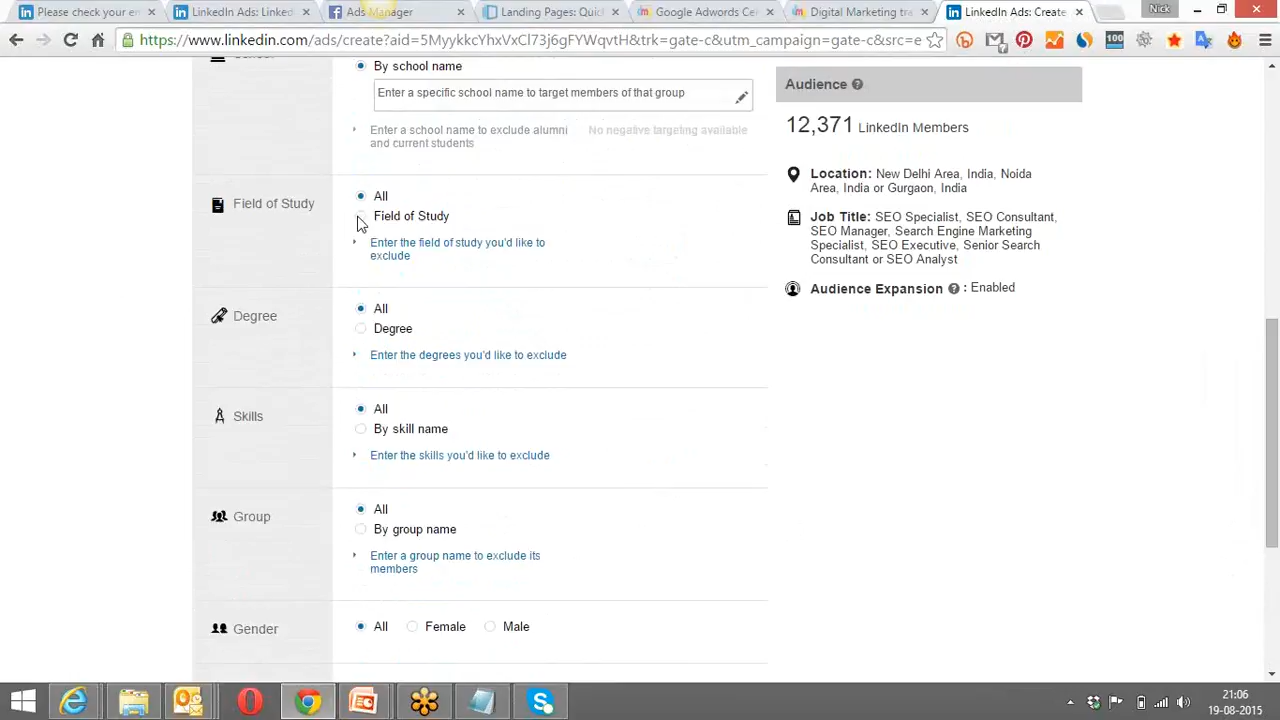 Please check your en
LinkedIn Ads: Linked
Ads Manager
Landing Pages: Quic
Google Adwords Ce
Digital Marketing tr
LinkedIn Ads: Create
Nick
https://www.linkedin.com/ads/create?aid=5MyykkcYhxVxCl73j6gFYWqvtH&trk=gate-c&utm_campaign=gate-c&src=e
100
By school name
Enter a specific school name to target members of that group
Enter a school name to exclude alumni
and current students
No negative targeting available
Field of Study
All
Field of Study
Enter the field of study you'd like to
exclude
Degree
All
Degree
Enter the degrees you'd like to exclude
Skills
All
By skill name
Enter the skills you'd like to exclude
Group
All
By group name
Enter a group name to exclude its
members
Gender
All
Female
Male
Audience
12,371 LinkedIn Members
Location: New Delhi Area, India, Noida
Area, India or Gurgaon, India
Job Title: SEO Specialist, SEO Consultant,
SEO Manager, Search Engine Marketing
Specialist, SEO Executive, Senior Search
Consultant or SEO Analyst
Audience Expansion : Enabled
21:06
19-08-2015